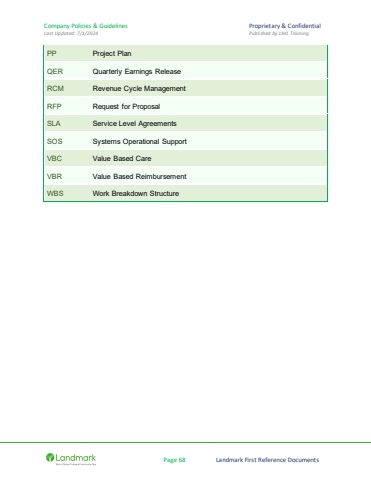 Company Policies & Guidelines Proprietary & Confidential
Last Updated: 7/1/2024 Published by LM1 Training
PP Project Plan
QER Quarterly Earnings Release
RCM Revenue Cycle Management
RFP Request for Proposal
SLA Service Level Agreements
SOS Systems Operational Support
VBC Value Based Care
VBR Value Based Reimbursement
WBS Work Breakdown Structure
Landmark Page 68 Landmark First Reference Documents